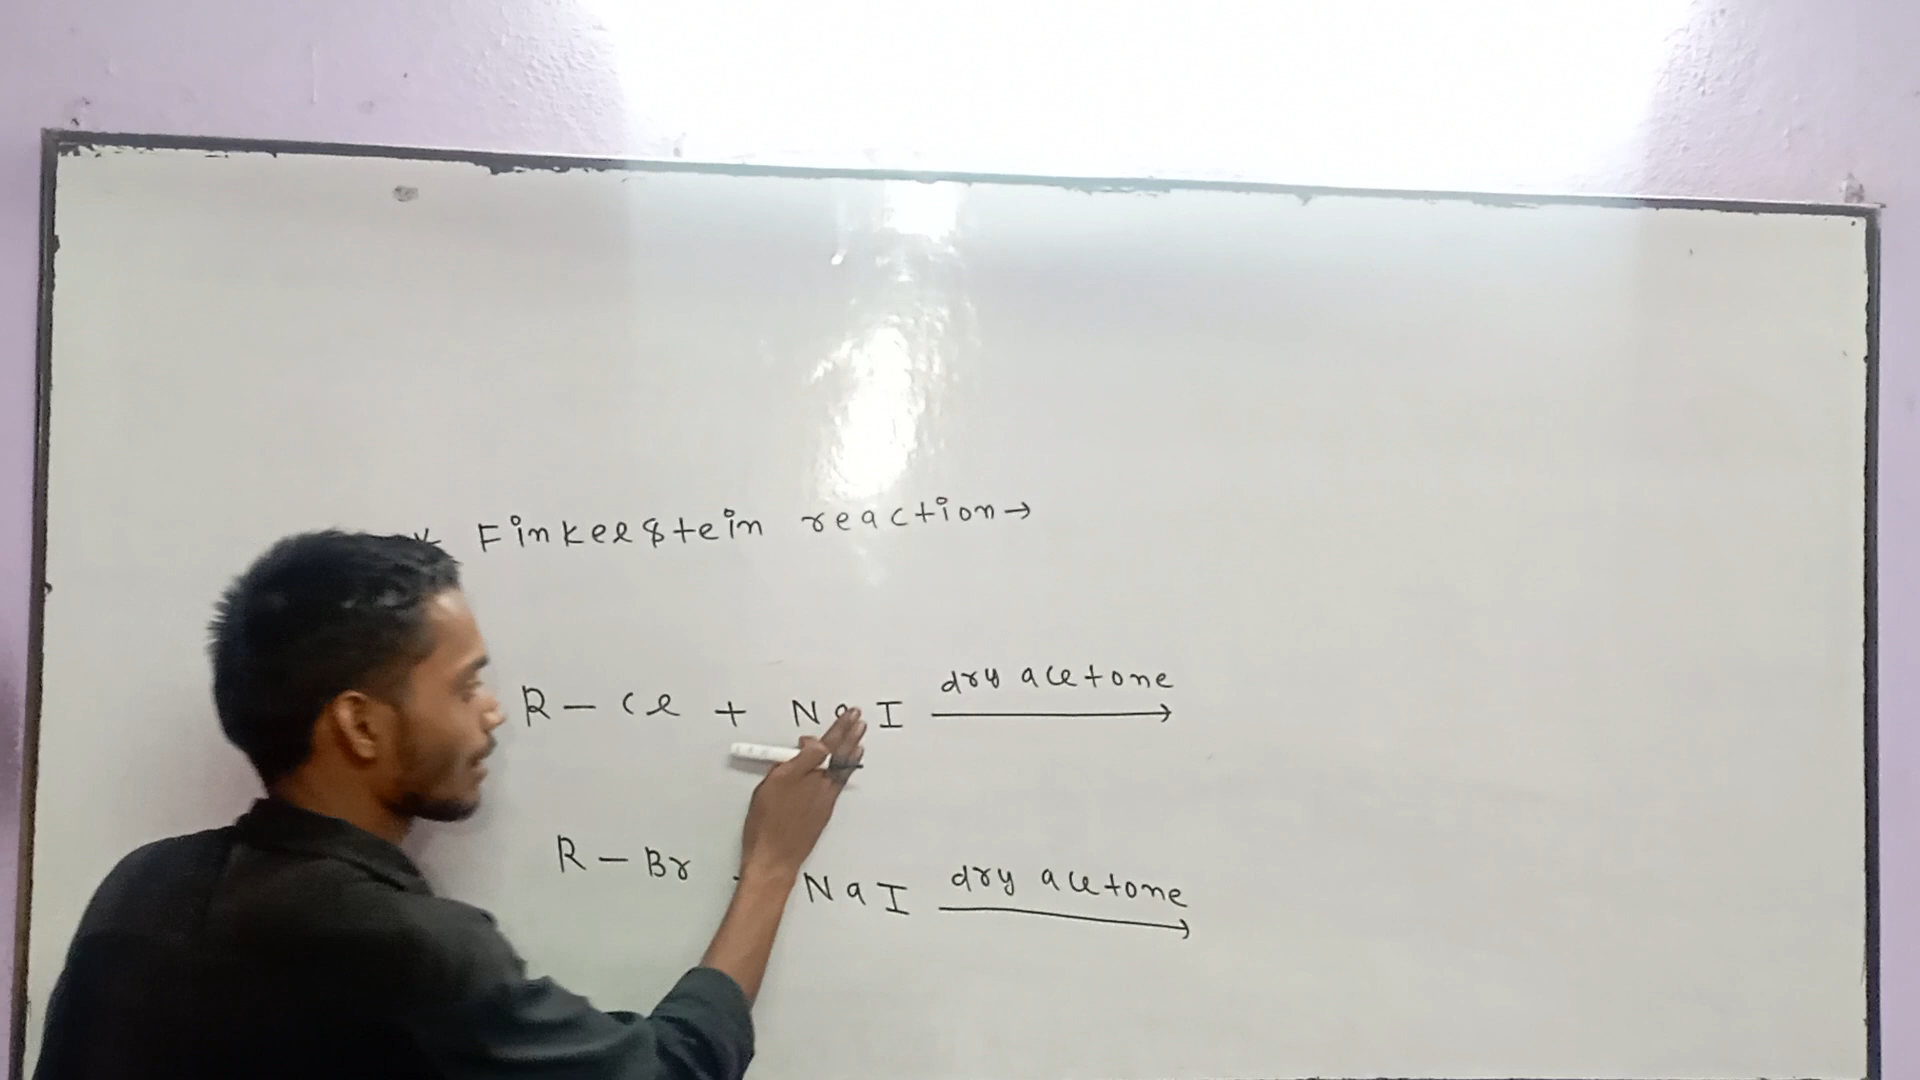 * Finkelstein reaction →
R - Cl + NaI dry acetone →
R - Br NaI dry acetone →